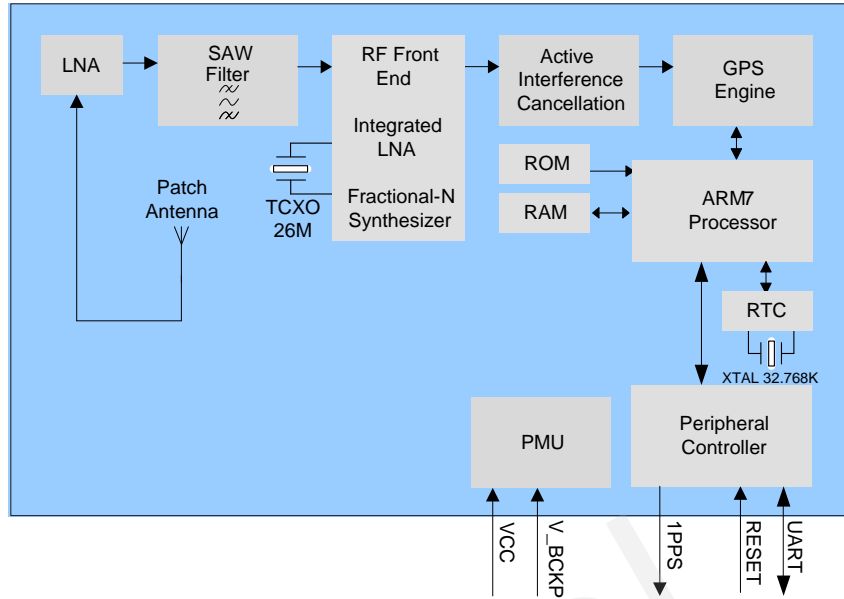 LNA
SAW
Filter
RF Front
End
Integrated
LNA
Fractional-N
Synthesizer
Active
Interference
Cancellation
GPS
Engine
TCXO
26M
Patch
Antenna
ROM
RAM
ARM7
Processor
RTC
XTAL 32.768K
PMU
Peripheral
Controller
VCC
V_BCKP
1PPS
RESET
UART